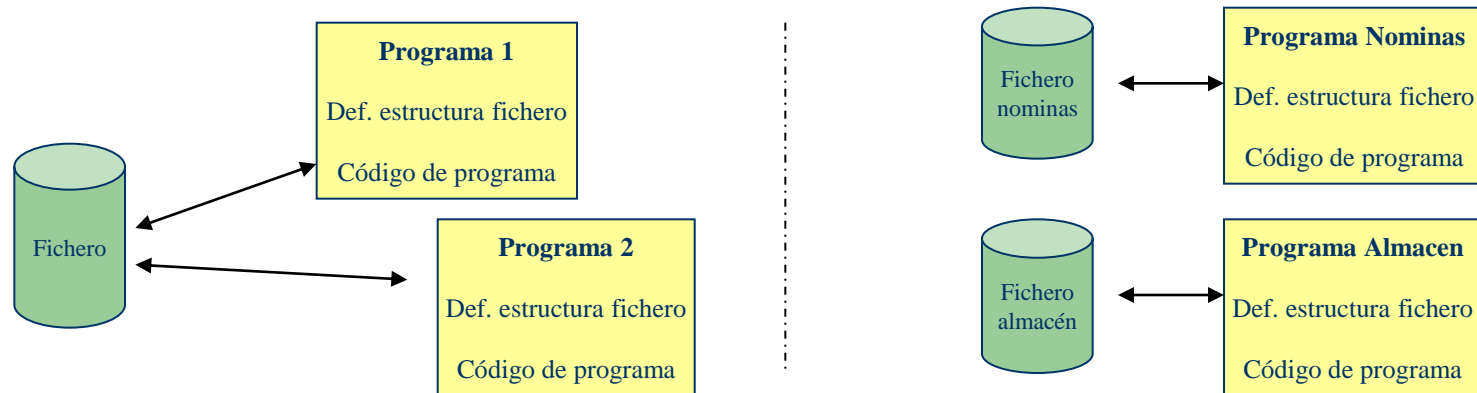 Programa 1
Def. estructura fichero
Código de programa
Fichero
Programa 2
Def. estructura fichero
Código de programa
Fichero
nominas
Programa Nominas
Def. estructura fichero
Código de programa
Fichero
almacén
Programa Almacen
Def. estructura fichero
Código de programa